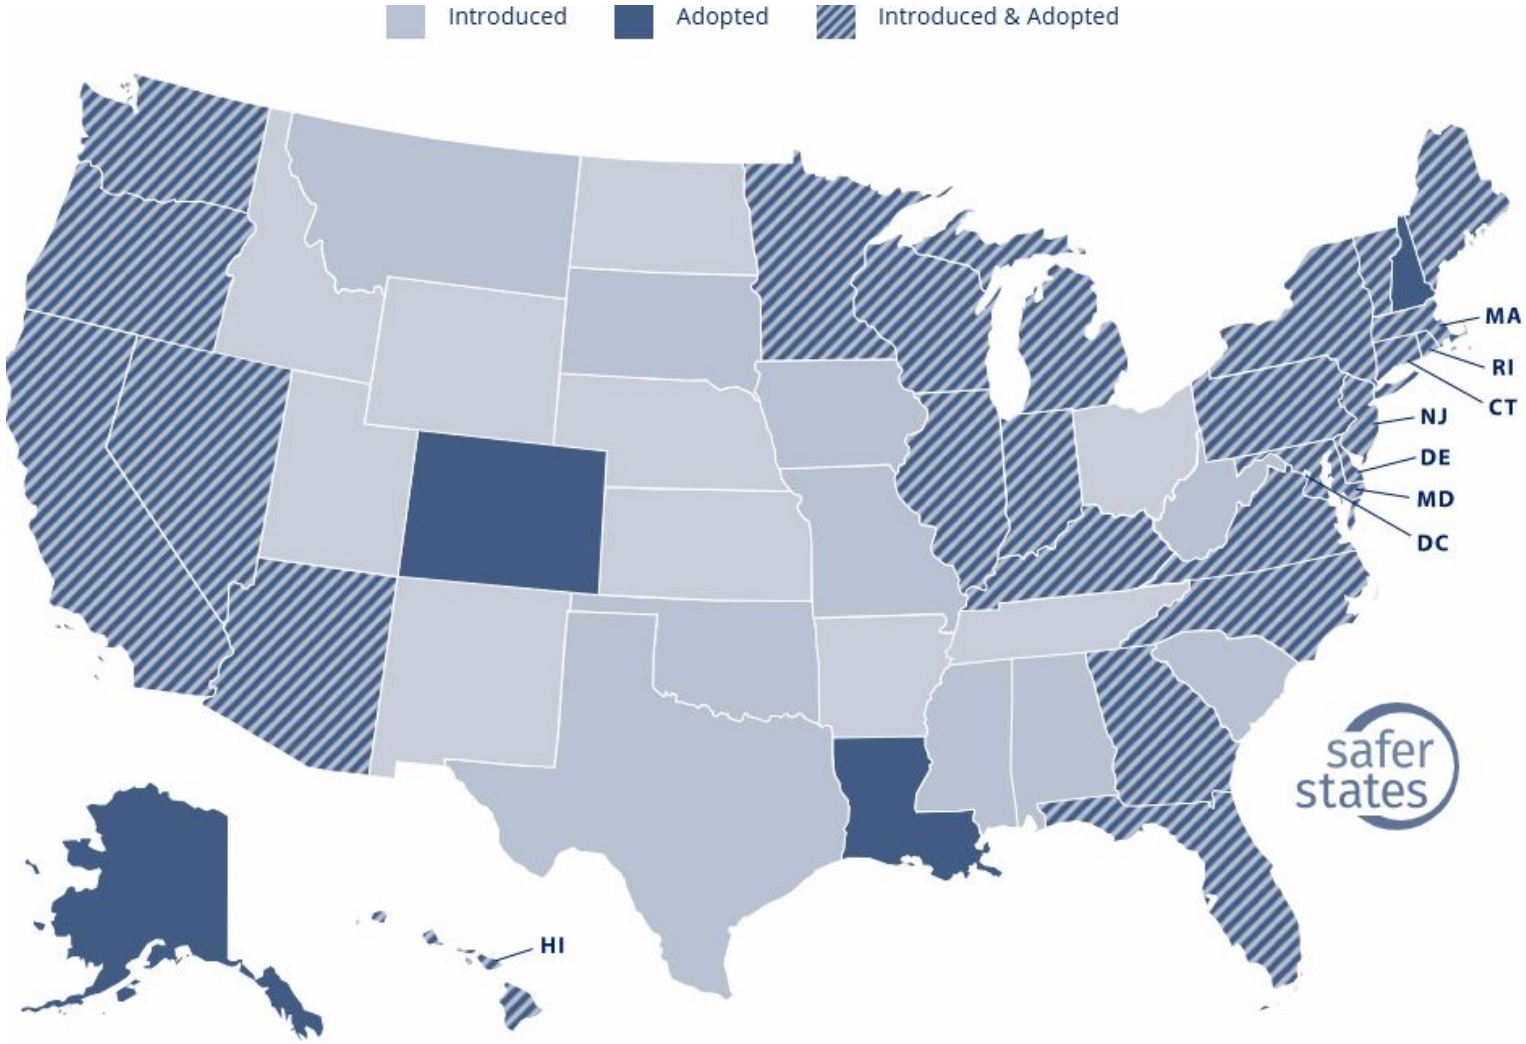 Introduced
Adopted
Introduced & Adopted
MA
RI
CT
NJ
DE
MD
DC
safer
states
HI